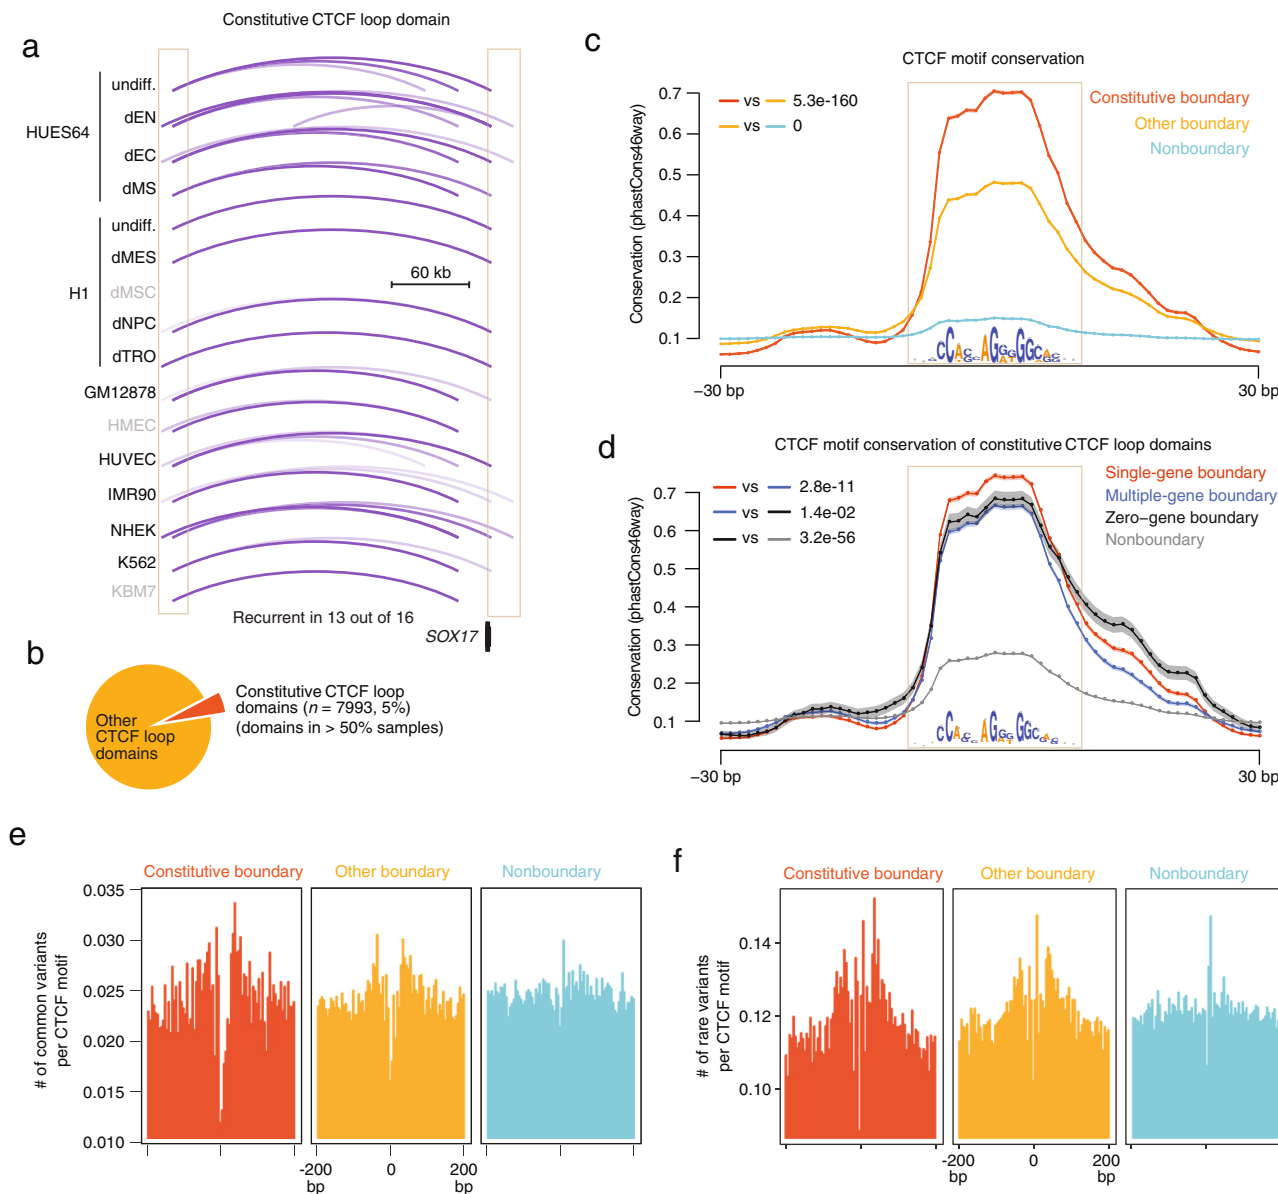 Constitutive CTCF loop domain
a
HUES64
undiff.
dEN
dEC
dMS
H1
undiff.
dMES
dMSC
dNPC
dTRO
60 kb
GM12878
HMEC
HUVEC
IMR90
NHEK
K562
KBM7
Recurrent in 13 out of 16
SOX17
b
Other
CTCF loop
domains
Constitutive CTCF loop
domains (n = 7993, 5%)
(domains in > 50% samples)
c
CTCF motif conservation
vs 5.3e-160
vs 0
Constitutive boundary
Other boundary
Nonboundary
Conservation (phastCons46way)
0.7
0.6
0.5
0.4
0.3
0.2
0.1
−30 bp
30 bp
d
CTCF motif conservation of constitutive CTCF loop domains
vs 2.8e-11
vs 1.4e-02
vs 3.2e-56
Single-gene boundary
Multiple-gene boundary
Zero−gene boundary
Nonboundary
Conservation (phastCons46way)
0.7
0.6
0.5
0.4
0.3
0.2
0.1
−30 bp
30 bp
e
Constitutive boundary
Other boundary
Nonboundary
# of common variants
per CTCF motif
0.035
0.030
0.025
0.020
0.015
0.010
-200
bp
0
200
bp
f
Constitutive boundary
Other boundary
Nonboundary
# of rare variants
per CTCF motif
0.14
0.12
0.10
-200
bp
0
200
bp